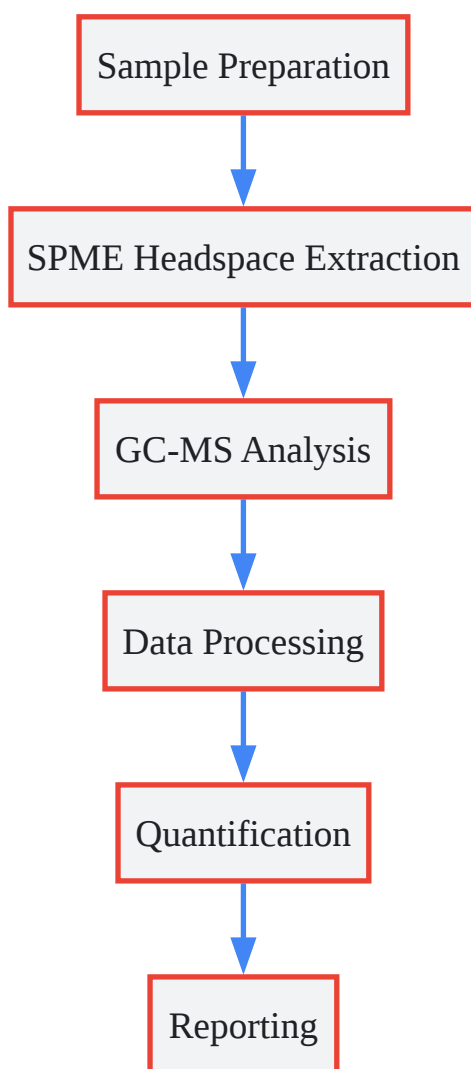 Sample Preparation
SPME Headspace Extraction
GC-MS Analysis
Data Processing
Quantification
Reporting